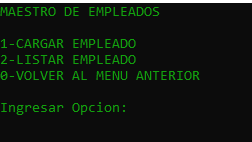 MAESTRO DE EMPLEADOS
1-CARGAR EMPLEADO
2-LISTAR EMPLEADO
0-VOLVER AL MENU ANTERIOR
Ingresar Opcion: